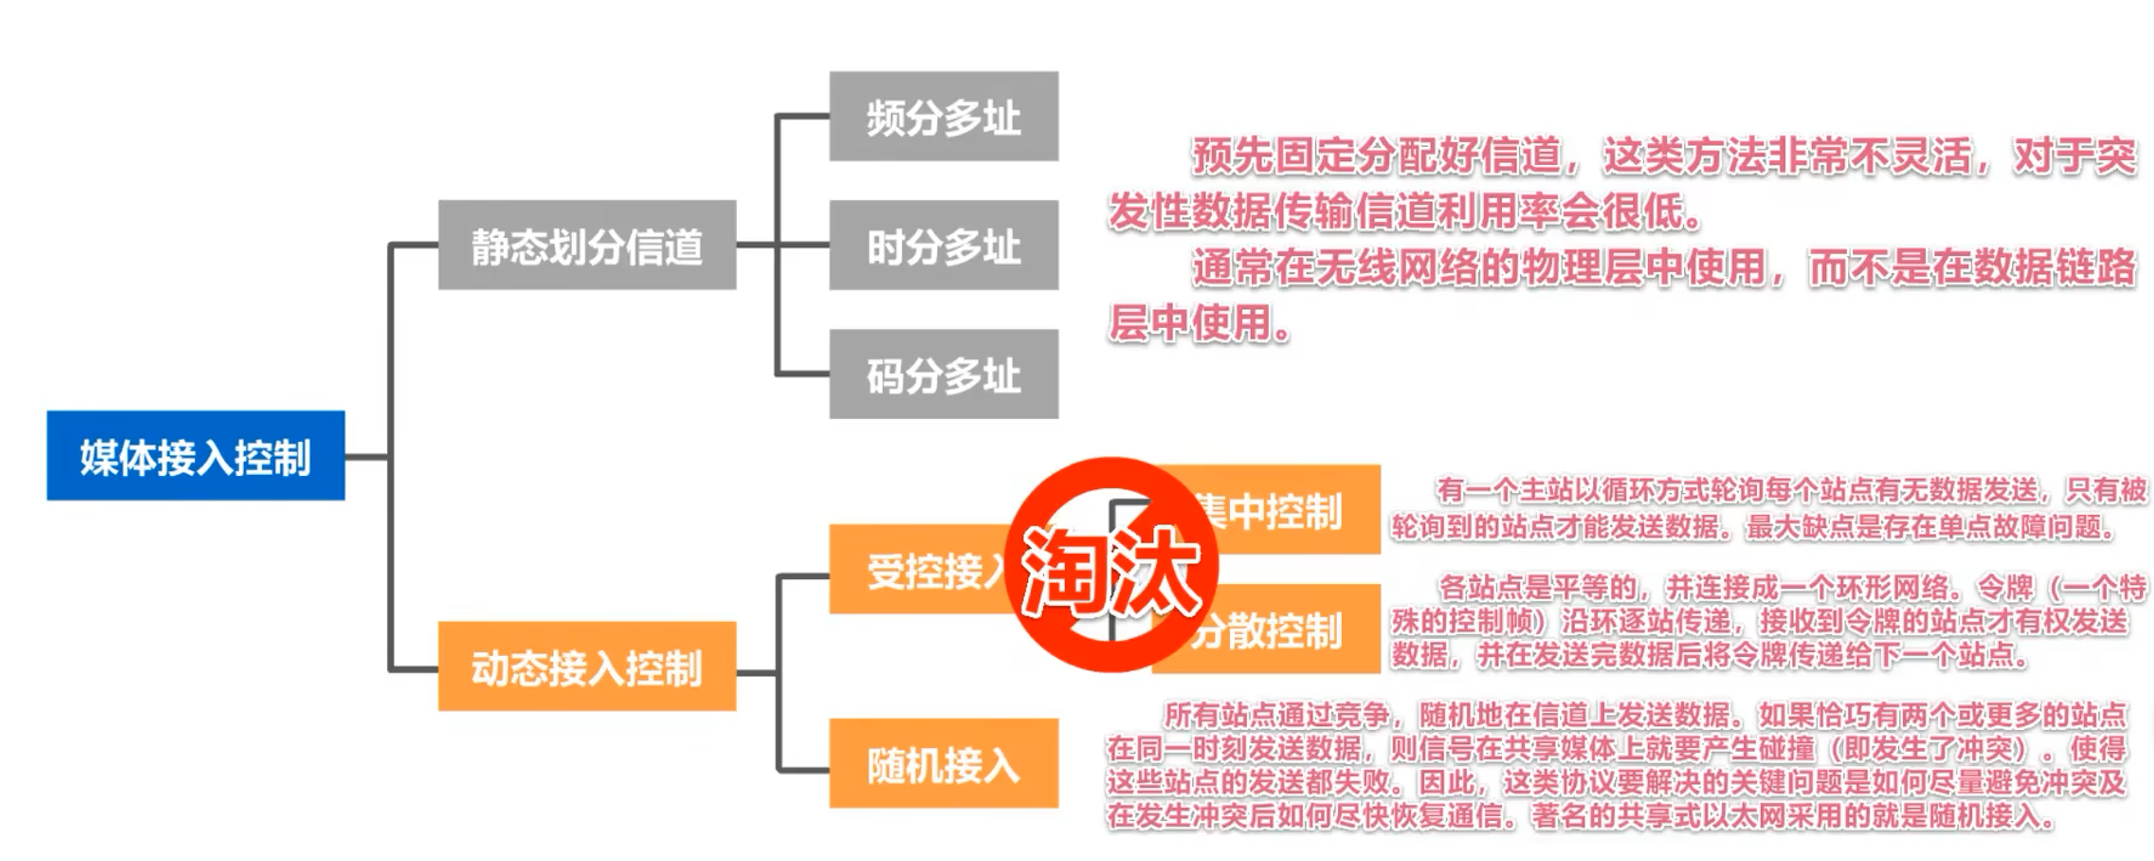 频分多址
预先固定分配好信道，这类方法非常不灵活，对于突
发性数据传输信道利用率会很低。
静态划分信道
时分多址
通常在无线网络的物理层中使用，而不是在数据链路
层中使用。
码分多址
媒体接入控制
集中控制
有一个主站以循环方式轮询每个站点有无数据发送，只有被
轮询到的站点才能发送数据。最大缺点是存在单点故障问题。
受控接入
淘汰
各站点是平等的，并连接成一个环形网络。令牌（一个特
殊的控制帧）沿环逐站传递，接收到令牌的站点才有权发送
数据，并在发送完数据后将令牌传递给下一个站点。
分散控制
动态接入控制
所有站点通过竞争，随机地在信道上发送数据。如果恰巧有两个或更多的站点
在同一时刻发送数据，则信号在共享媒体上就要产生碰撞（即发生了冲突）。使得
这些站点的发送都失败。因此，这类协议要解决的关键问题是如何尽量避免冲突及
在发生冲突后如何尽快恢复通信。著名的共享式以太网采用的就是随机接入。
随机接入